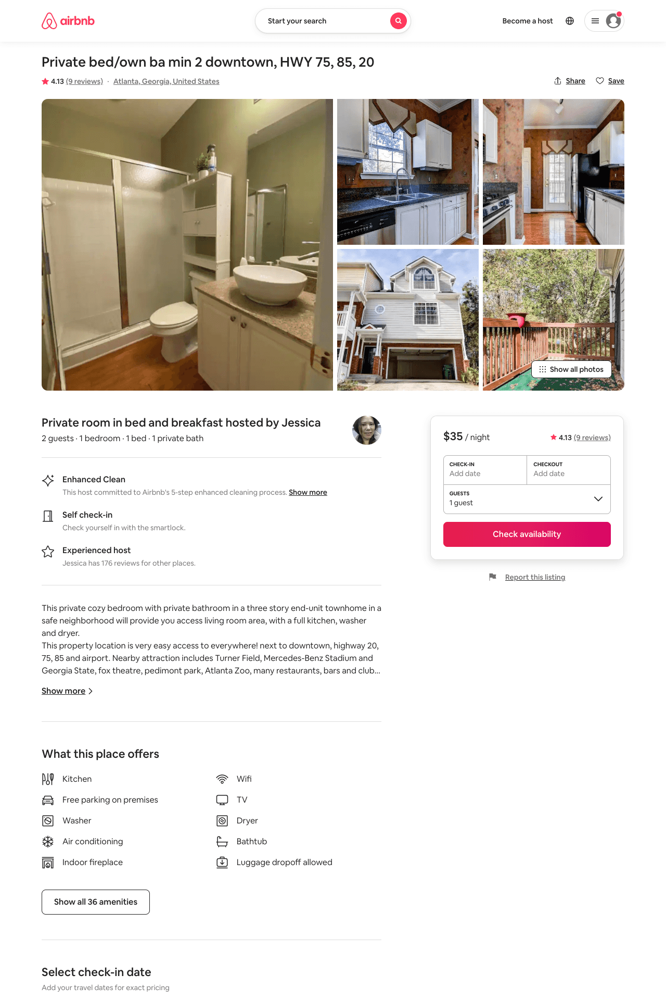 airbnb
Start your search
Become a host
Private bed/own ba min 2 downtown, HWY 75, 85, 20
4.13 (9 reviews) · Atlanta, Georgia, United States
Share Save
Show all photos
Private room in bed and breakfast hosted by Jessica
2 guests · 1 bedroom · 1 bed · 1 private bath
Enhanced Clean
This host committed to Airbnb's 5-step enhanced cleaning process. Show more
Self check-in
Check yourself in with the smartlock.
Experienced host
Jessica has 176 reviews for other places.
$35 / night
4.13 (9 reviews)
CHECK-IN
Add date
CHECKOUT
Add date
GUESTS
1 guest
Check availability
Report this listing
This private cozy bedroom with private bathroom in a three story end-unit townhome in a
safe neighborhood will provide you access living room area, with a full kitchen, washer
and dryer.
This property location is very easy access to everywhere! next to downtown, highway 20,
75, 85 and airport. Nearby attraction includes Turner Field, Mercedes-Benz Stadium and
Georgia State, fox theatre, pedimont park, Atlanta Zoo, many restaurants, bars and club...
Show more
What this place offers
Kitchen
Wifi
Free parking on premises
TV
Washer
Dryer
Air conditioning
Bathtub
Indoor fireplace
Luggage dropoff allowed
Show all 36 amenities
Select check-in date
Add your travel dates for exact pricing